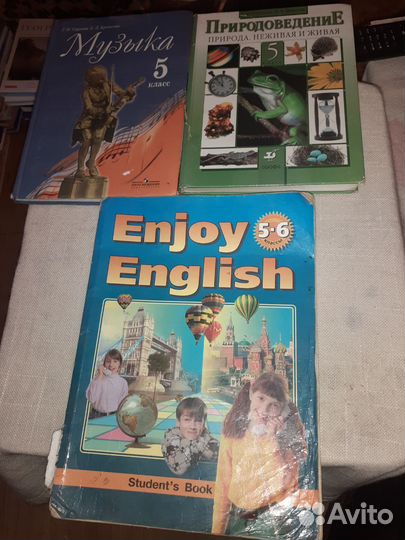 Музыка
5
класс
ПРИРОДОВЕДЕНИЕ
ПРИРОДА НЕЖИВАЯ И ЖИВАЯ
5
Enjoy
5-6
English
Student's Book
Avito